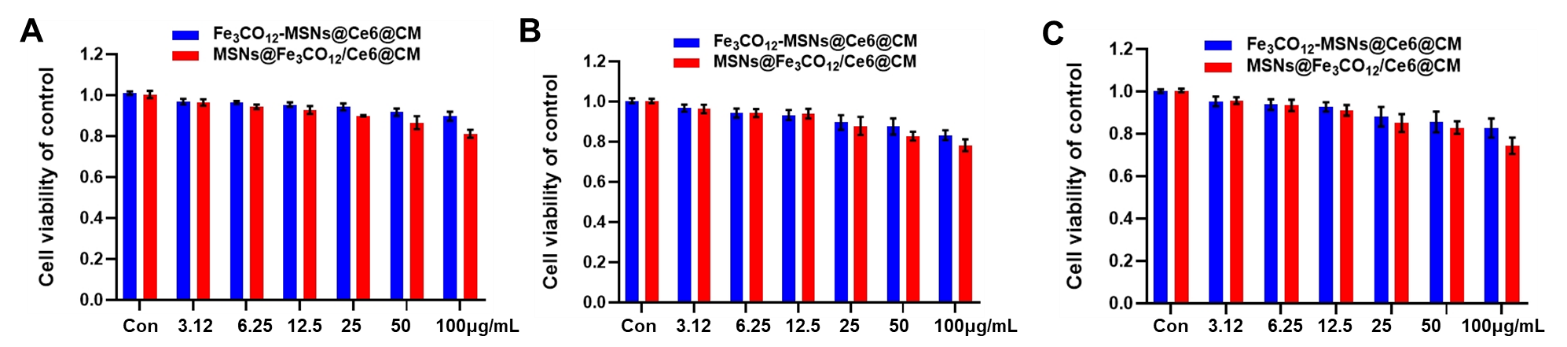 A
Fe₃CO₁₂-MSNs@Ce6@CM
MSNs@Fe₃CO₁₂/Ce6@CM
Cell viability of control
1.2
1.0
0.8
0.6
0.4
0.2
0.0
Con 3.12 6.25 12.5 25 50 100μg/mL
B
Fe₃CO₁₂-MSNs@Ce6@CM
MSNs@Fe₃CO₁₂/Ce6@CM
Cell viability of control
1.2
1.0
0.8
0.6
0.4
0.2
0.0
Con 3.12 6.25 12.5 25 50 100μg/mL
C
Fe₃CO₁₂-MSNs@Ce6@CM
MSNs@Fe₃CO₁₂/Ce6@CM
Cell viability of control
1.2
1.0
0.8
0.6
0.4
0.2
0.0
Con 3.12 6.25 12.5 25 50 100μg/mL